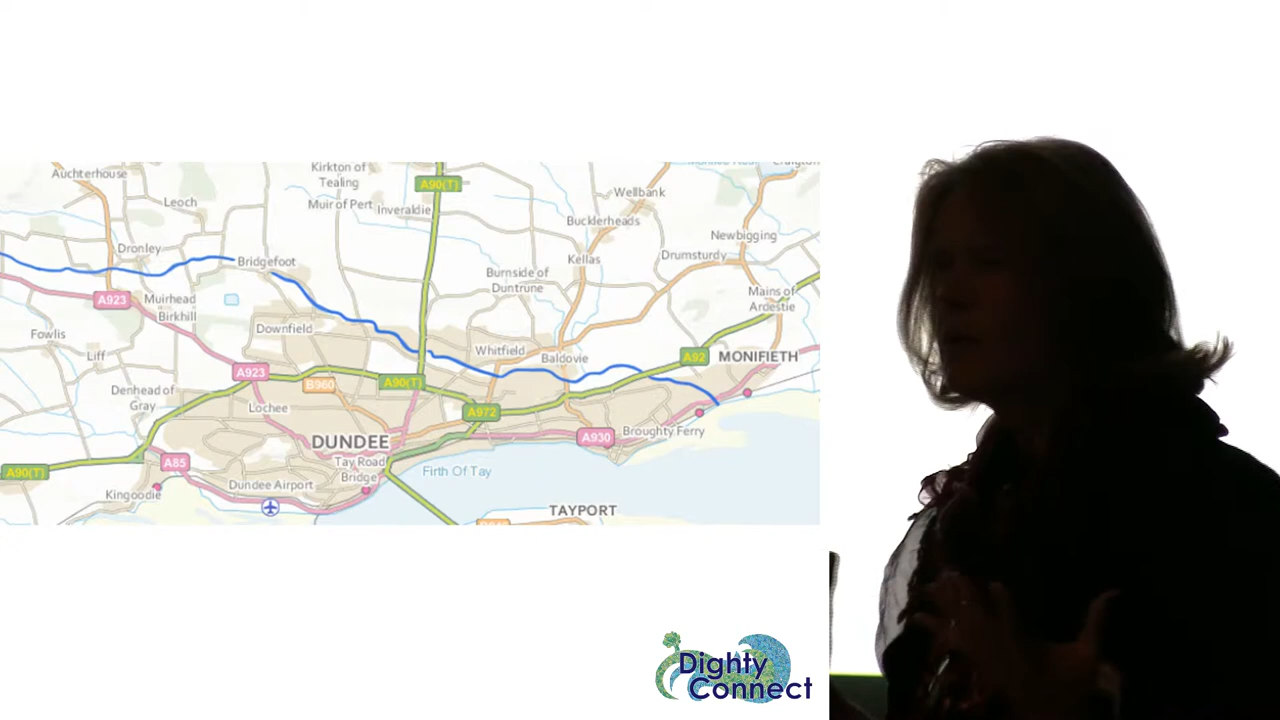 Auchterhouse
Kirkton of
Tealing
A90(T)
Wellbank
Leoch
Muir of Pert
Inveraldie
Bucklerheads
Newbigging
Dronley
Bridgefoot
Kellas
Drumsturdy
Burnside of
Duntrune
A923
Muirhead
Birkhill
Mains of
Ardestie
Fowlis
Downfield
Liff
Whitfield
Baldovie
A92
MONIFIETH
A923
B960
A90(T)
Denhead of
Gray
Lochee
A972
DUNDEE
A930
Broughty Ferry
A90(T)
A85
Tay Road
Bridge
Firth Of Tay
Kingoodie
Dundee Airport
TAYPORT
Dighty
Connect